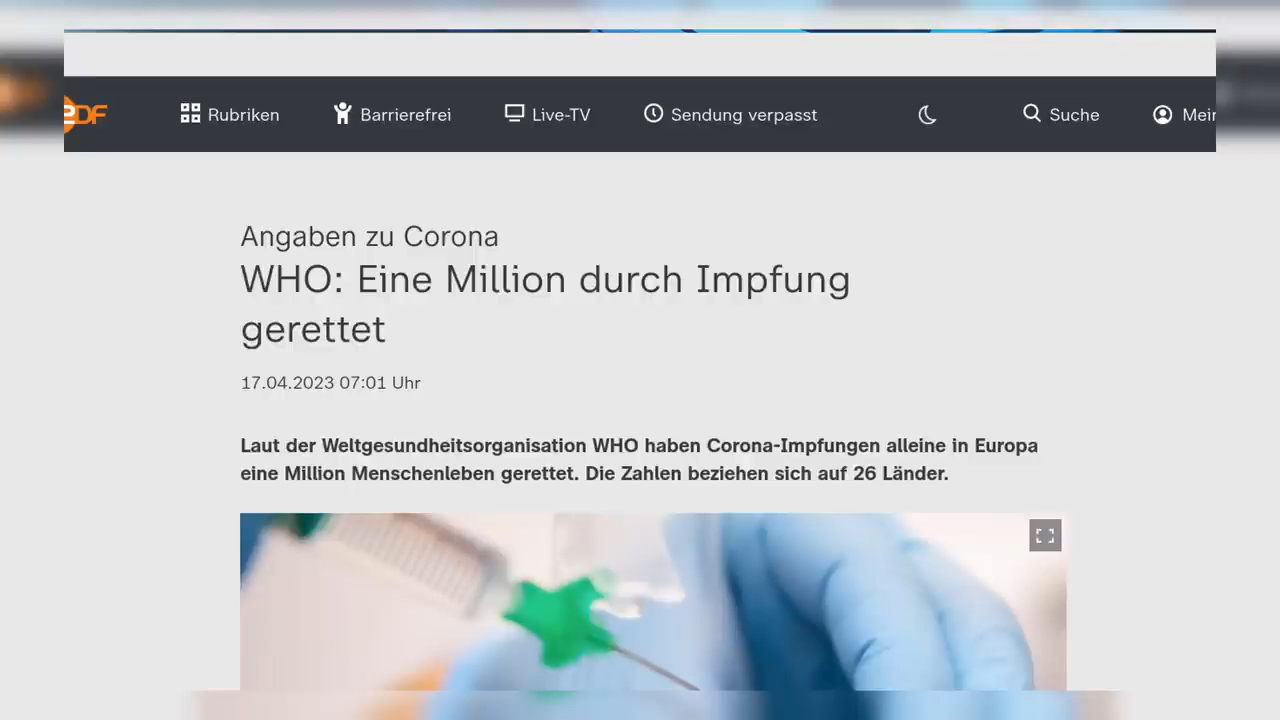 ZDF Rubriken Barrierefrei Live-TV Sendung verpasst Suche
Angaben zu Corona
WHO: Eine Million durch Impfung
gerettet
17.04.2023 07:01 Uhr
Laut der Weltgesundheitsorganisation WHO haben Corona-Impfungen alleine in Europa
eine Million Menschenleben gerettet. Die Zahlen beziehen sich auf 26 Länder.